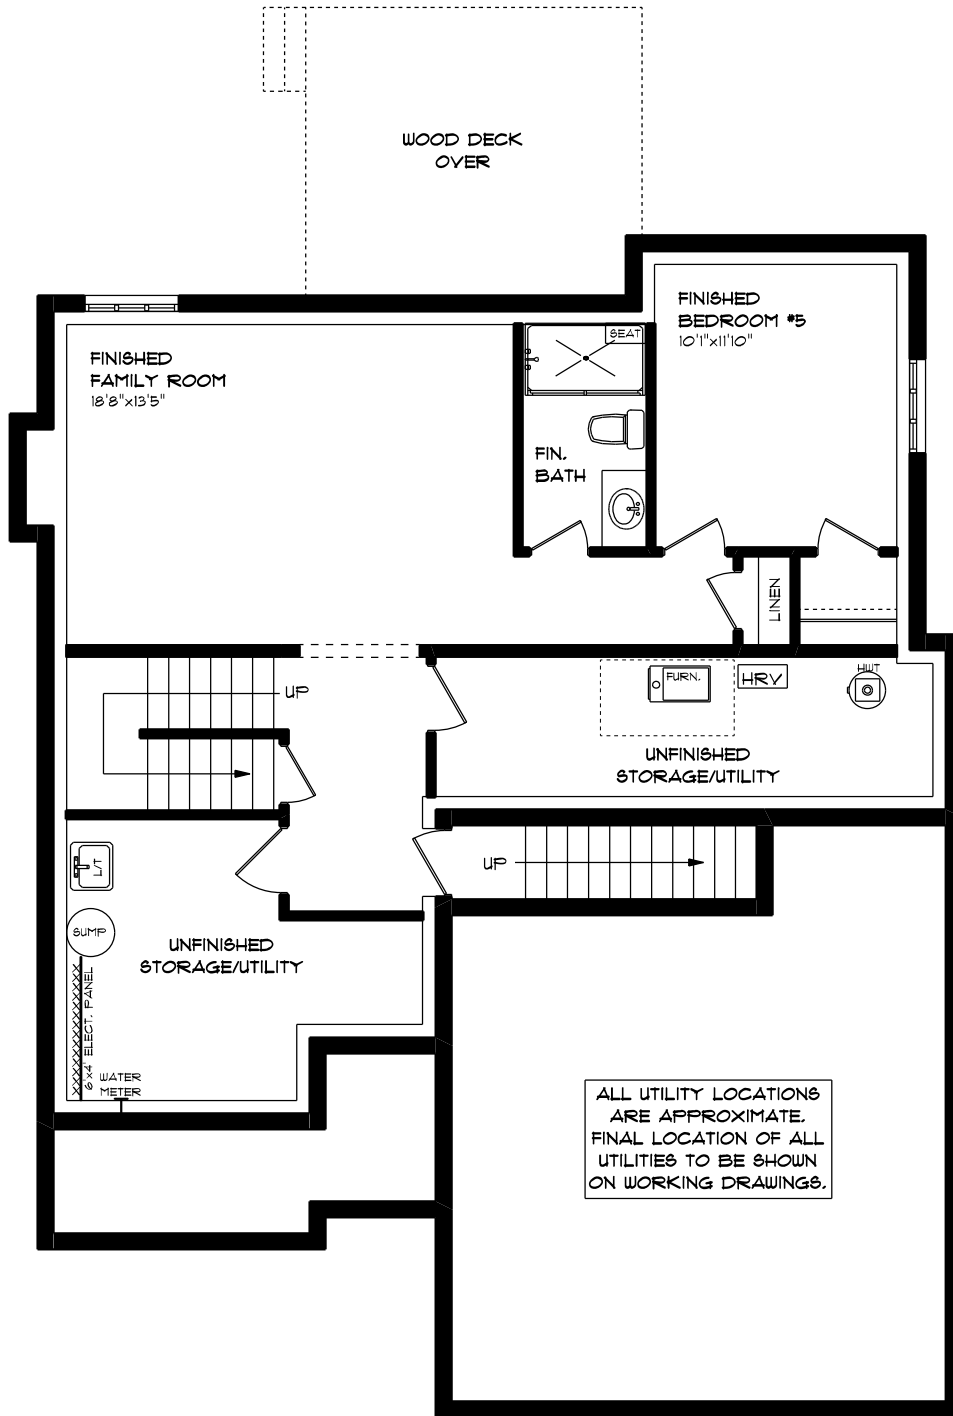 WOOD DECK
OVER
FINISHED
BEDROOM #5
10'1"x11'10"
FINISHED
FAMILY ROOM
18'8"x13'5"
SEAT
FIN.
BATH
LINEN
UP
FURN.
HRV
HWT
UNFINISHED
STORAGE/UTILITY
UP
L/T
SUMP
UNFINISHED
STORAGE/UTILITY
6'x4' ELECT. PANEL
WATER
METER
ALL UTILITY LOCATIONS
ARE APPROXIMATE.
FINAL LOCATION OF ALL
UTILITIES TO BE SHOWN
ON WORKING DRAWINGS.